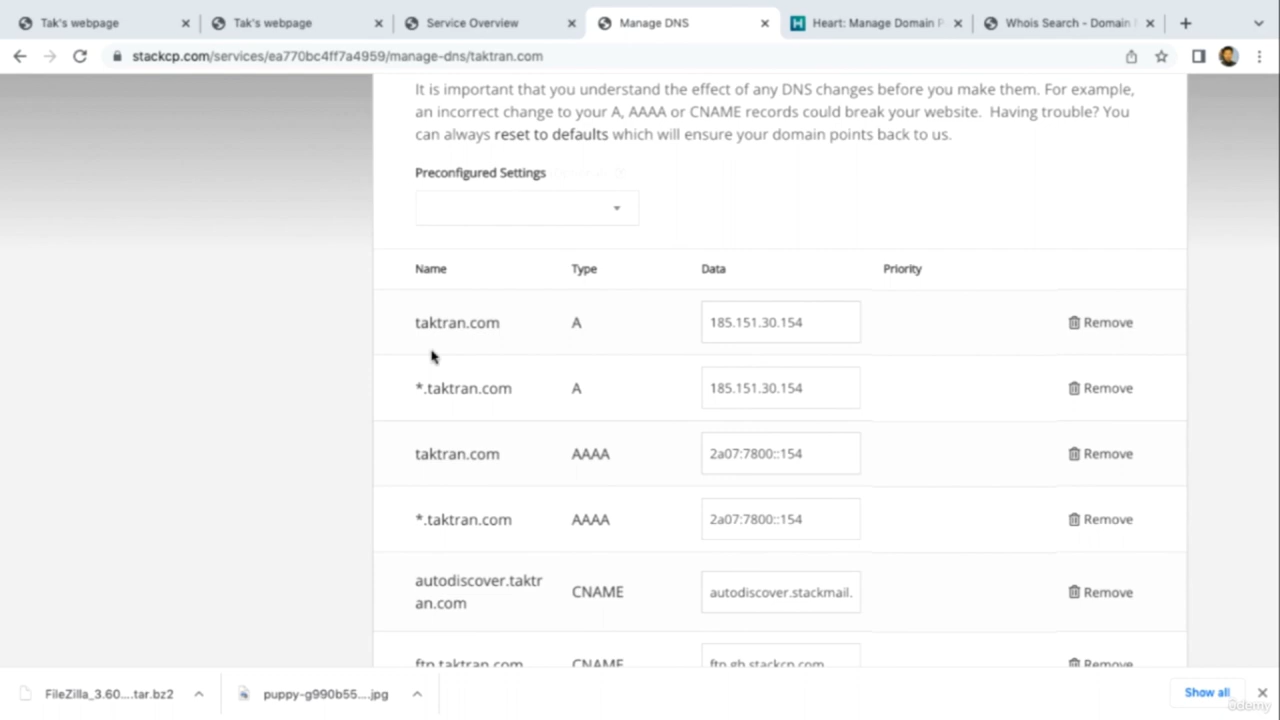 Tak's webpage
Tak's webpage
Service Overview
Manage DNS
Heart: Manage Domain P
Whois Search - Domain
stackcp.com/services/ea770bc4ff7a4959/manage-dns/taktran.com
It is important that you understand the effect of any DNS changes before you make them. For example,
an incorrect change to your A, AAAA or CNAME records could break your website. Having trouble? You
can always reset to defaults which will ensure your domain points back to us.
Preconfigured Settings
Name Type Data Priority
taktran.com A 185.151.30.154 Remove
*.taktran.com A 185.151.30.154 Remove
taktran.com AAAA 2a07:7800::154 Remove
*.taktran.com AAAA 2a07:7800::154 Remove
autodiscover.taktr
an.com CNAME autodiscover.stackmail. Remove
ftp.taktran.com CNAME ftp.gb.stackcp.com Remove
FileZilla_3.60....tar.bz2
puppy-g990b55....jpg
Show all
ûdemy